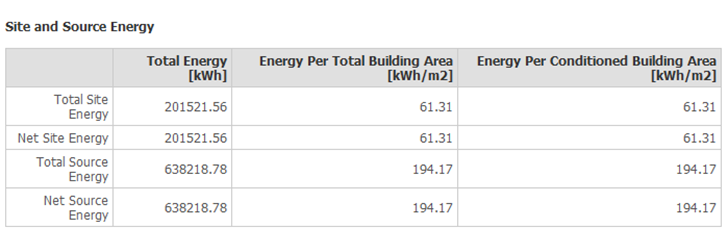 Site and Source Energy
Total Energy Energy Per Total Building Area Energy Per Conditioned Building Area
[kWh] [kWh/m2] [kWh/m2]
Total Site
Energy 201521.56 61.31 61.31
Net Site Energy 201521.56 61.31 61.31
Total Source
Energy 638218.78 194.17 194.17
Net Source
Energy 638218.78 194.17 194.17